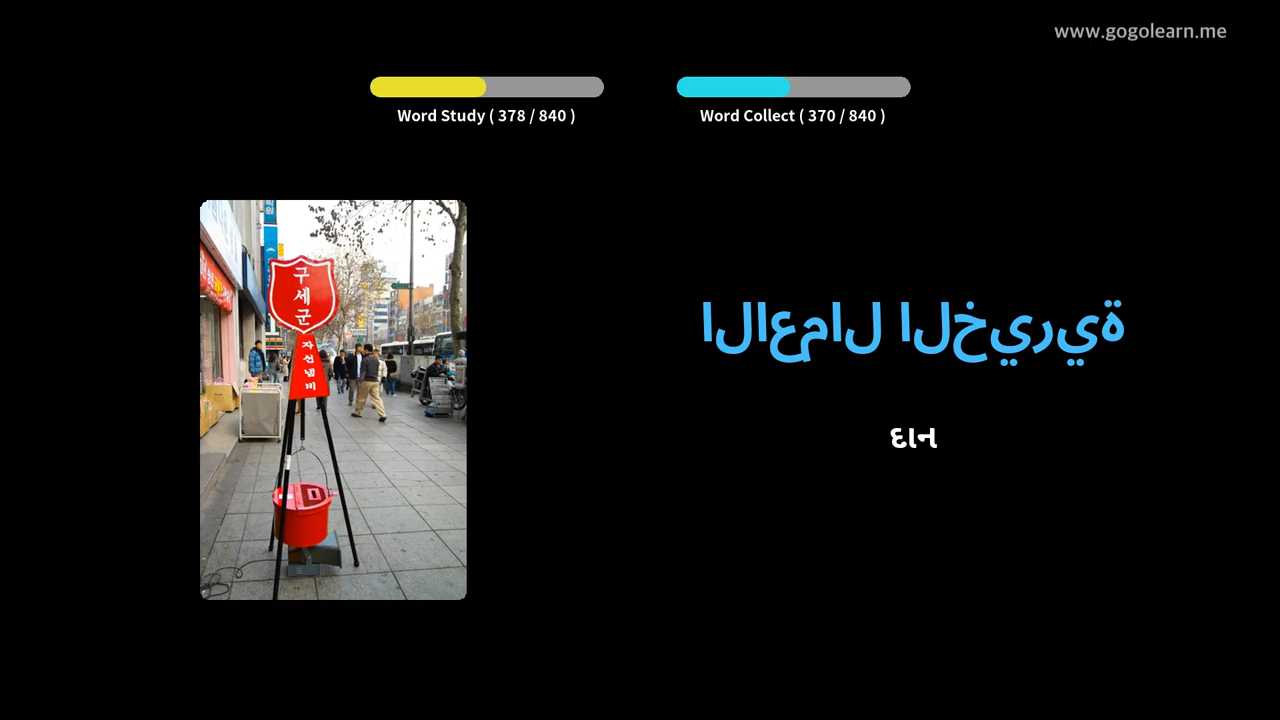 www.gogolearn.me
Word Study ( 378 / 840 )
Word Collect ( 370 / 840 )
구세군
자선냄비
الاعمال الخيرية
દાન